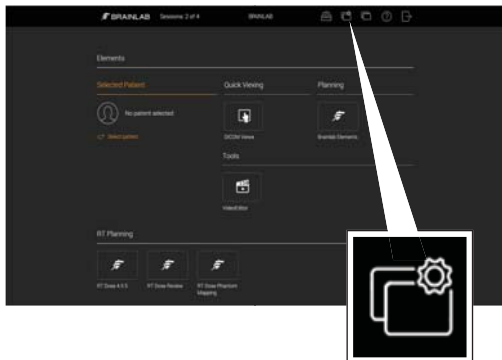 BRAINLAB Sessions: 2 of 4 BRAINLAB
Elements
Selected Patient Quick Viewing Planning
No patient selected
Select patient
DICOM Viewer Brainlab Elements
Tools
Video Editor
RT Planning
RT Dose 4.5.5 RT Dose Review RT Dose Phantom
Mapping